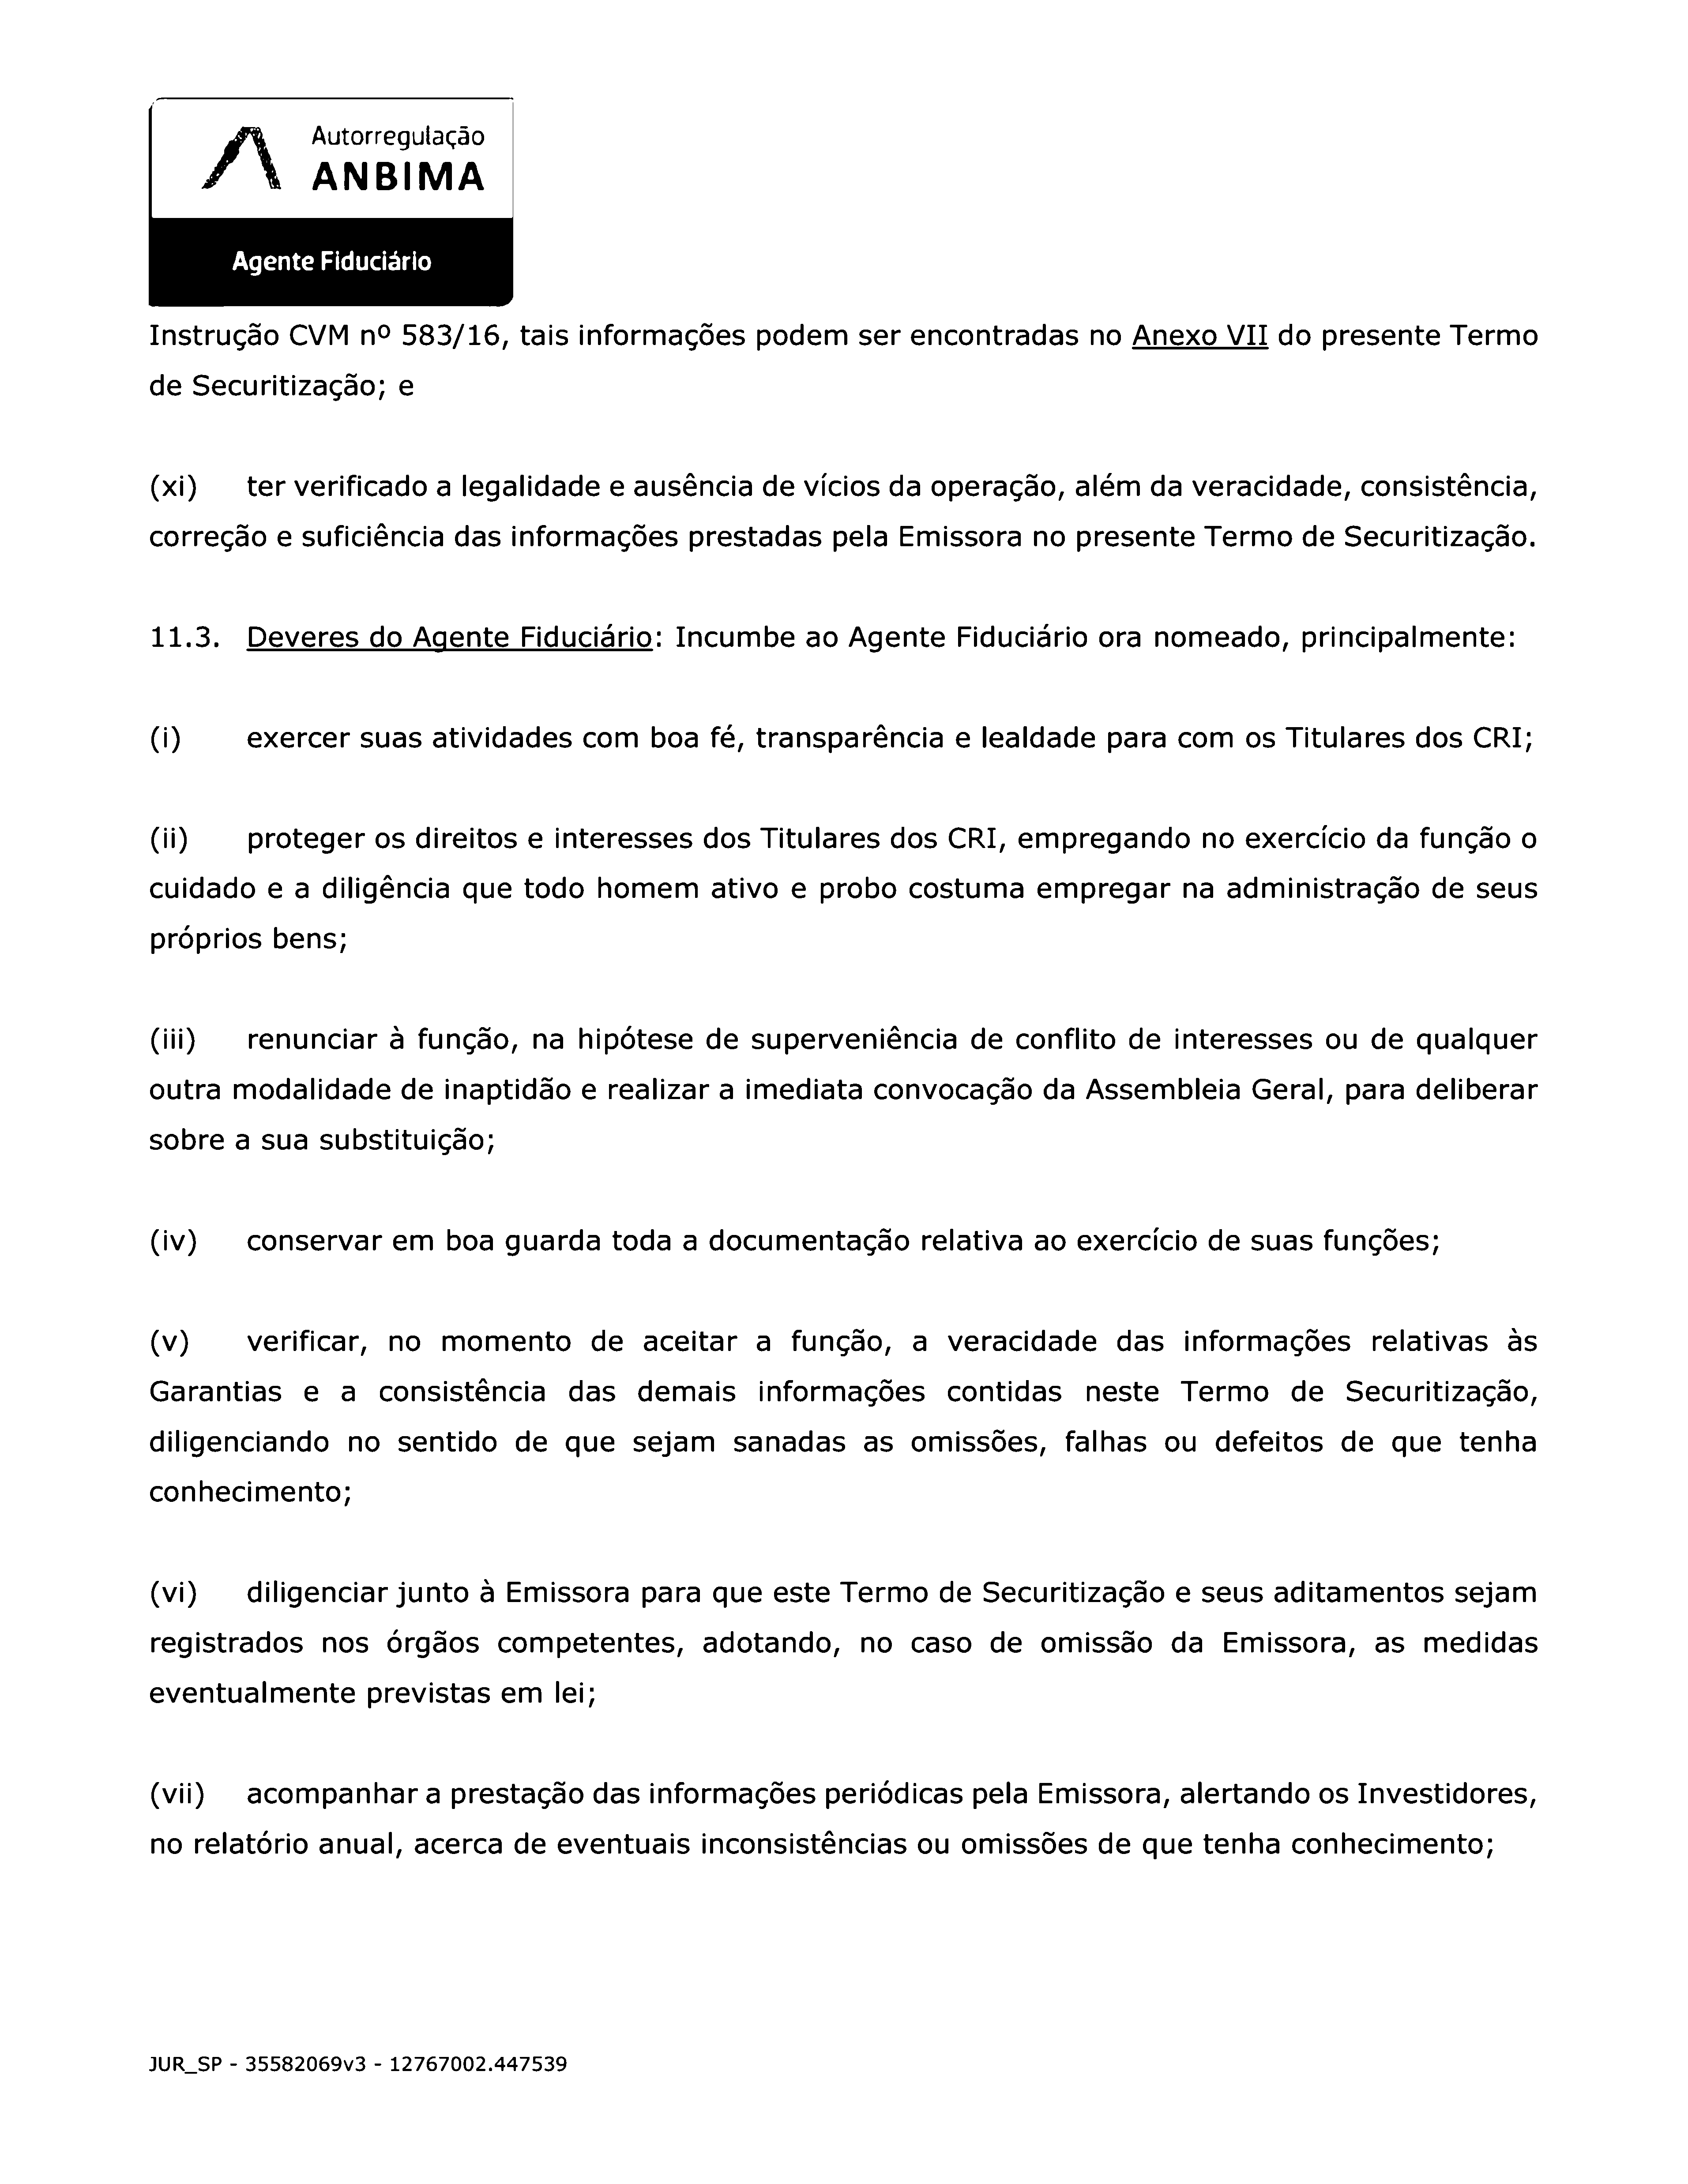 Autorregulação
ANBIMA
Agente Fiduciário
Instrução CVM nº 583/16, tais informações podem ser encontradas no Anexo VII do presente Termo
de Securitização; e
(xi) ter verificado a legalidade e ausência de vícios da operação, além da veracidade, consistência,
correção e suficiência das informações prestadas pela Emissora no presente Termo de Securitização.
11.3. Deveres do Agente Fiduciário: Incumbe ao Agente Fiduciário ora nomeado, principalmente:
(i) exercer suas atividades com boa fé, transparência e lealdade para com os Titulares dos CRI;
(ii) proteger os direitos e interesses dos Titulares dos CRI, empregando no exercício da função o
cuidado e a diligência que todo homem ativo e probo costuma empregar na administração de seus
próprios bens;
(iii) renunciar à função, na hipótese de superveniência de conflito de interesses ou de qualquer
outra modalidade de inaptidão e realizar a imediata convocação da Assembleia Geral, para deliberar
sobre a sua substituição;
(iv) conservar em boa guarda toda a documentação relativa ao exercício de suas funções;
(v) verificar, no momento de aceitar a função, a veracidade das informações relativas às
Garantias e a consistência das demais informações contidas neste Termo de Securitização,
diligenciando no sentido de que sejam sanadas as omissões, falhas ou defeitos de que tenha
conhecimento;
(vi) diligenciar junto à Emissora para que este Termo de Securitização e seus aditamentos sejam
registrados nos órgãos competentes, adotando, no caso de omissão da Emissora, as medidas
eventualmente previstas em lei;
(vii) acompanhar a prestação das informações periódicas pela Emissora, alertando os Investidores,
no relatório anual, acerca de eventuais inconsistências ou omissões de que tenha conhecimento;
JUR_SP - 35582069v3 - 12767002.447539